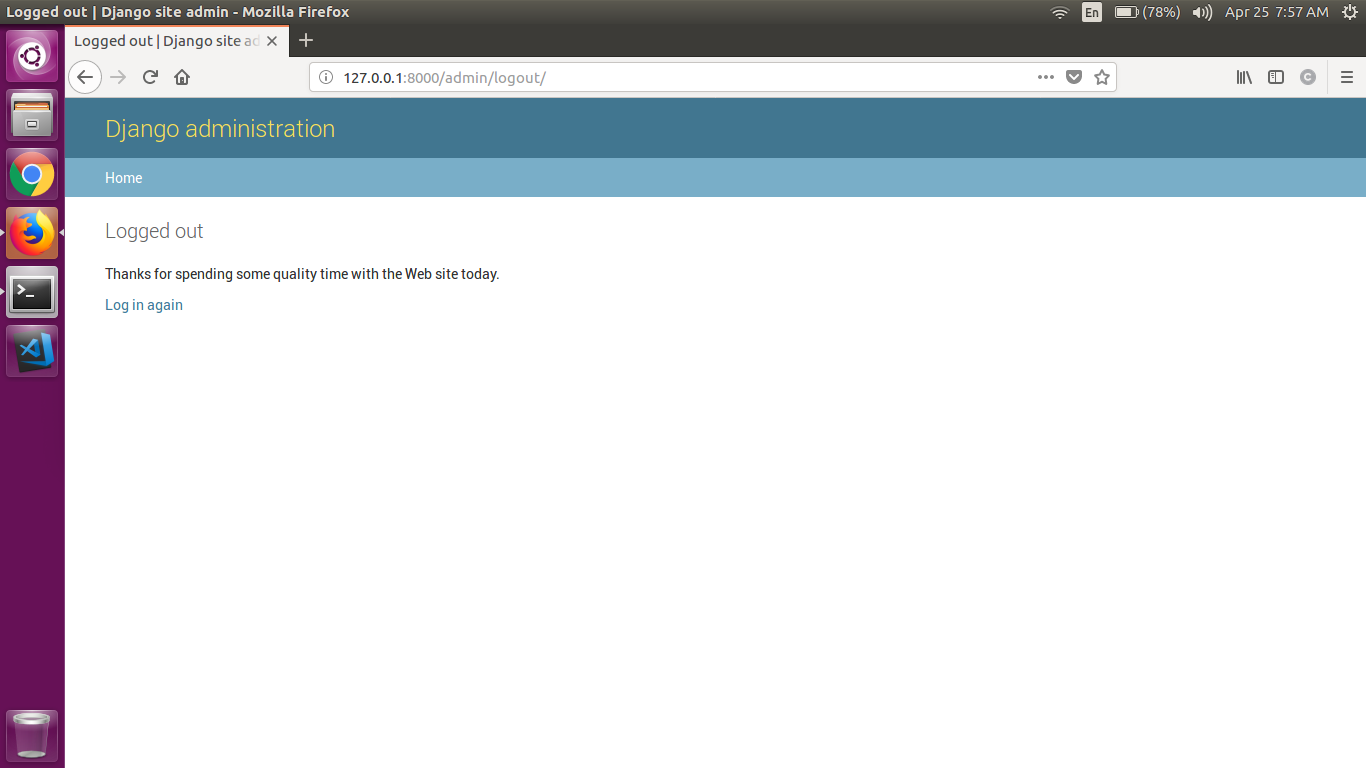 Logged out | Django site admin - Mozilla Firefox
En (78%) Apr 25 7:57 AM
Logged out | Django site ad
127.0.0.1:8000/admin/logout/
C
Django administration
Home
Logged out
Thanks for spending some quality time with the Web site today.
Log in again